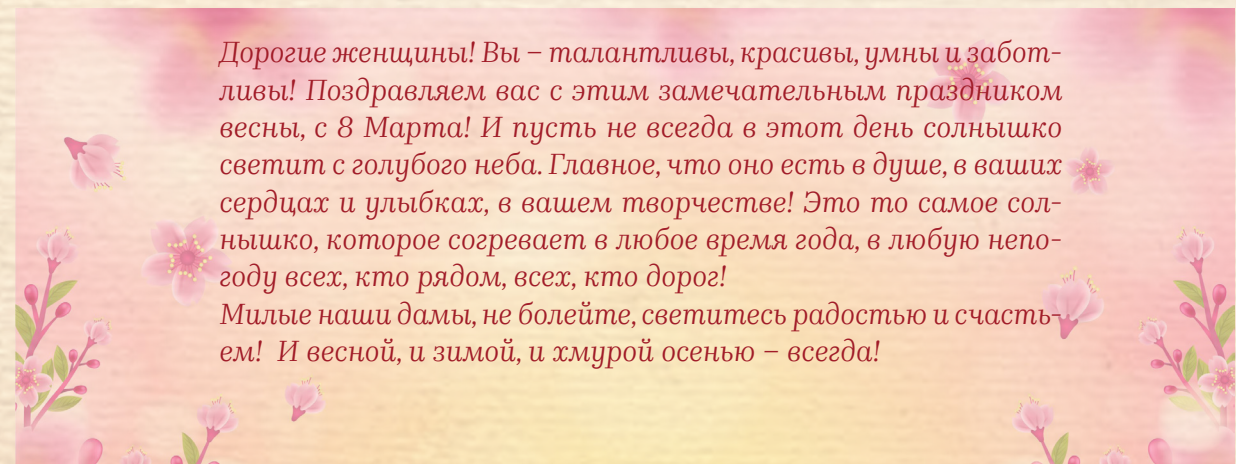 Дорогие женщины! Вы – талантливы, красивы, умны и забот-
ливы! Поздравляем вас с этим замечательным праздником
весны, с 8 Марта! И пусть не всегда в этот день солнышко
светит с голубого неба. Главное, что оно есть в душе, в ваших
сердцах и улыбках, в вашем творчестве! Это то самое сол-
нышко, которое согревает в любое время года, в любую непо-
году всех, кто рядом, всех, кто дорог!
Милые наши дамы, не болейте, светитесь радостью и счасть-
ем!  И весной, и зимой, и хмурой осенью – всегда!